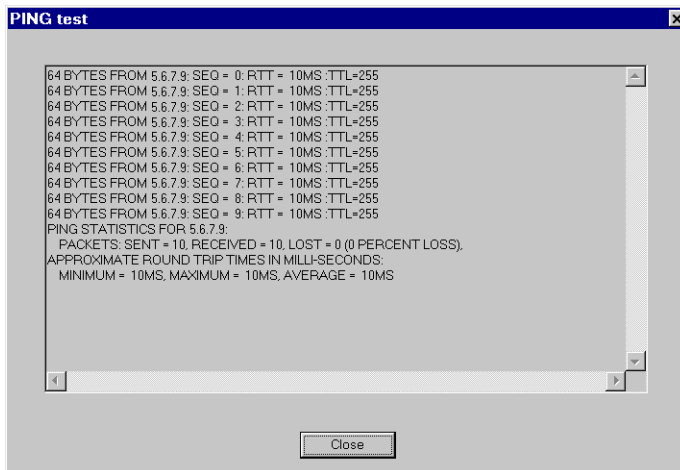 PING test
64 BYTES FROM 5.6.7.9: SEQ = 0: RTT = 10MS :TTL=255
64 BYTES FROM 5.6.7.9: SEQ = 1: RTT = 10MS :TTL=255
64 BYTES FROM 5.6.7.9: SEQ = 2: RTT = 10MS :TTL=255
64 BYTES FROM 5.6.7.9: SEQ = 3: RTT = 10MS :TTL=255
64 BYTES FROM 5.6.7.9: SEQ = 4: RTT = 10MS :TTL=255
64 BYTES FROM 5.6.7.9: SEQ = 5: RTT = 10MS :TTL=255
64 BYTES FROM 5.6.7.9: SEQ = 6: RTT = 10MS :TTL=255
64 BYTES FROM 5.6.7.9: SEQ = 7: RTT = 10MS :TTL=255
64 BYTES FROM 5.6.7.9: SEQ = 8: RTT = 10MS :TTL=255
64 BYTES FROM 5.6.7.9: SEQ = 9: RTT = 10MS :TTL=255
PING STATISTICS FOR 5.6.7.9:
PACKETS: SENT = 10, RECEIVED = 10, LOST = 0 (0 PERCENT LOSS),
APPROXIMATE ROUND TRIP TIMES IN MILLI-SECONDS:
MINIMUM = 10MS, MAXIMUM = 10MS, AVERAGE = 10MS
Close